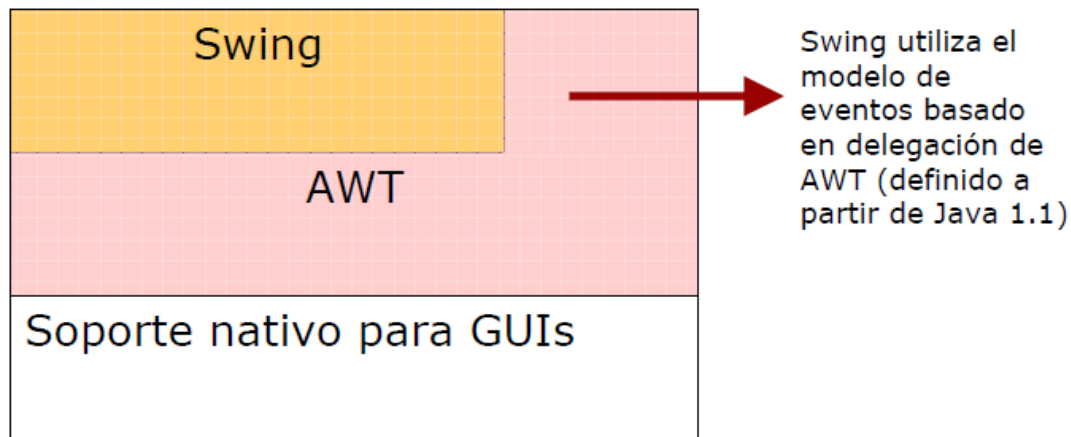 Swing
AWT
Soporte nativo para GUIs
Swing utiliza el
modelo de
eventos basado
en delegación de
AWT (definido a
partir de Java 1.1)